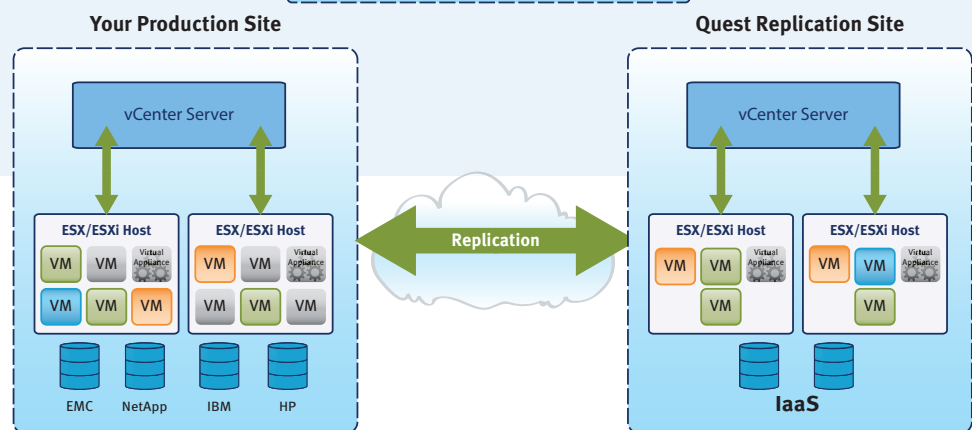 Your Production Site
Quest Replication Site
vCenter Server
vCenter Server
ESX/ESXi Host
VM VM Virtual Appliance
VM VM VM
ESX/ESXi Host
VM VM Virtual Appliance
VM VM VM
Replication
ESX/ESXi Host
VM VM Virtual Appliance
VM
ESX/ESXi Host
VM VM Virtual Appliance
VM
EMC NetApp IBM HP
IaaS